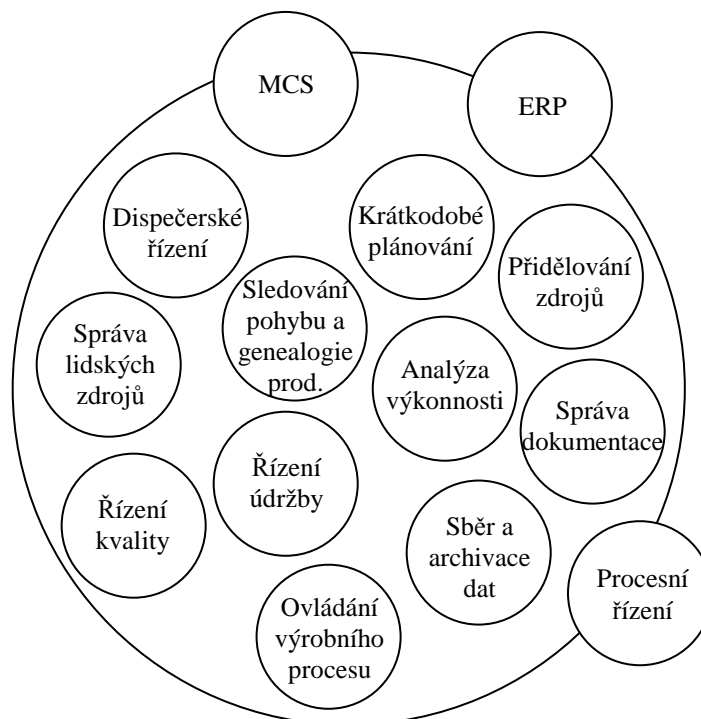 MCS
ERP
Dispečerské
řízení
Krátkodobé
plánování
Přidělování
zdrojů
Sledování
pohybu a
genealogie
prod.
Správa
lidských
zdrojů
Analýza
výkonnosti
Správa
dokumentace
Řízení
údržby
Řízení
kvality
Sběr a
archivace
dat
Procesní
řízení
Ovládání
výrobního
procesu